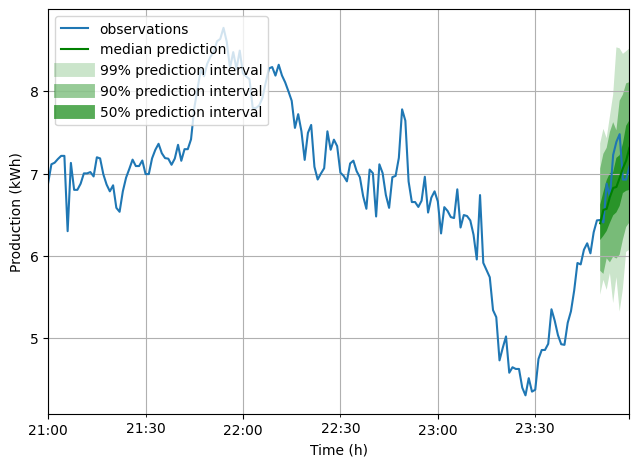 observations
median prediction
99% prediction interval
90% prediction interval
50% prediction interval
Production (kWh)
8
7
6
5
21:00
21:30
22:00
22:30
23:00
23:30
Time (h)